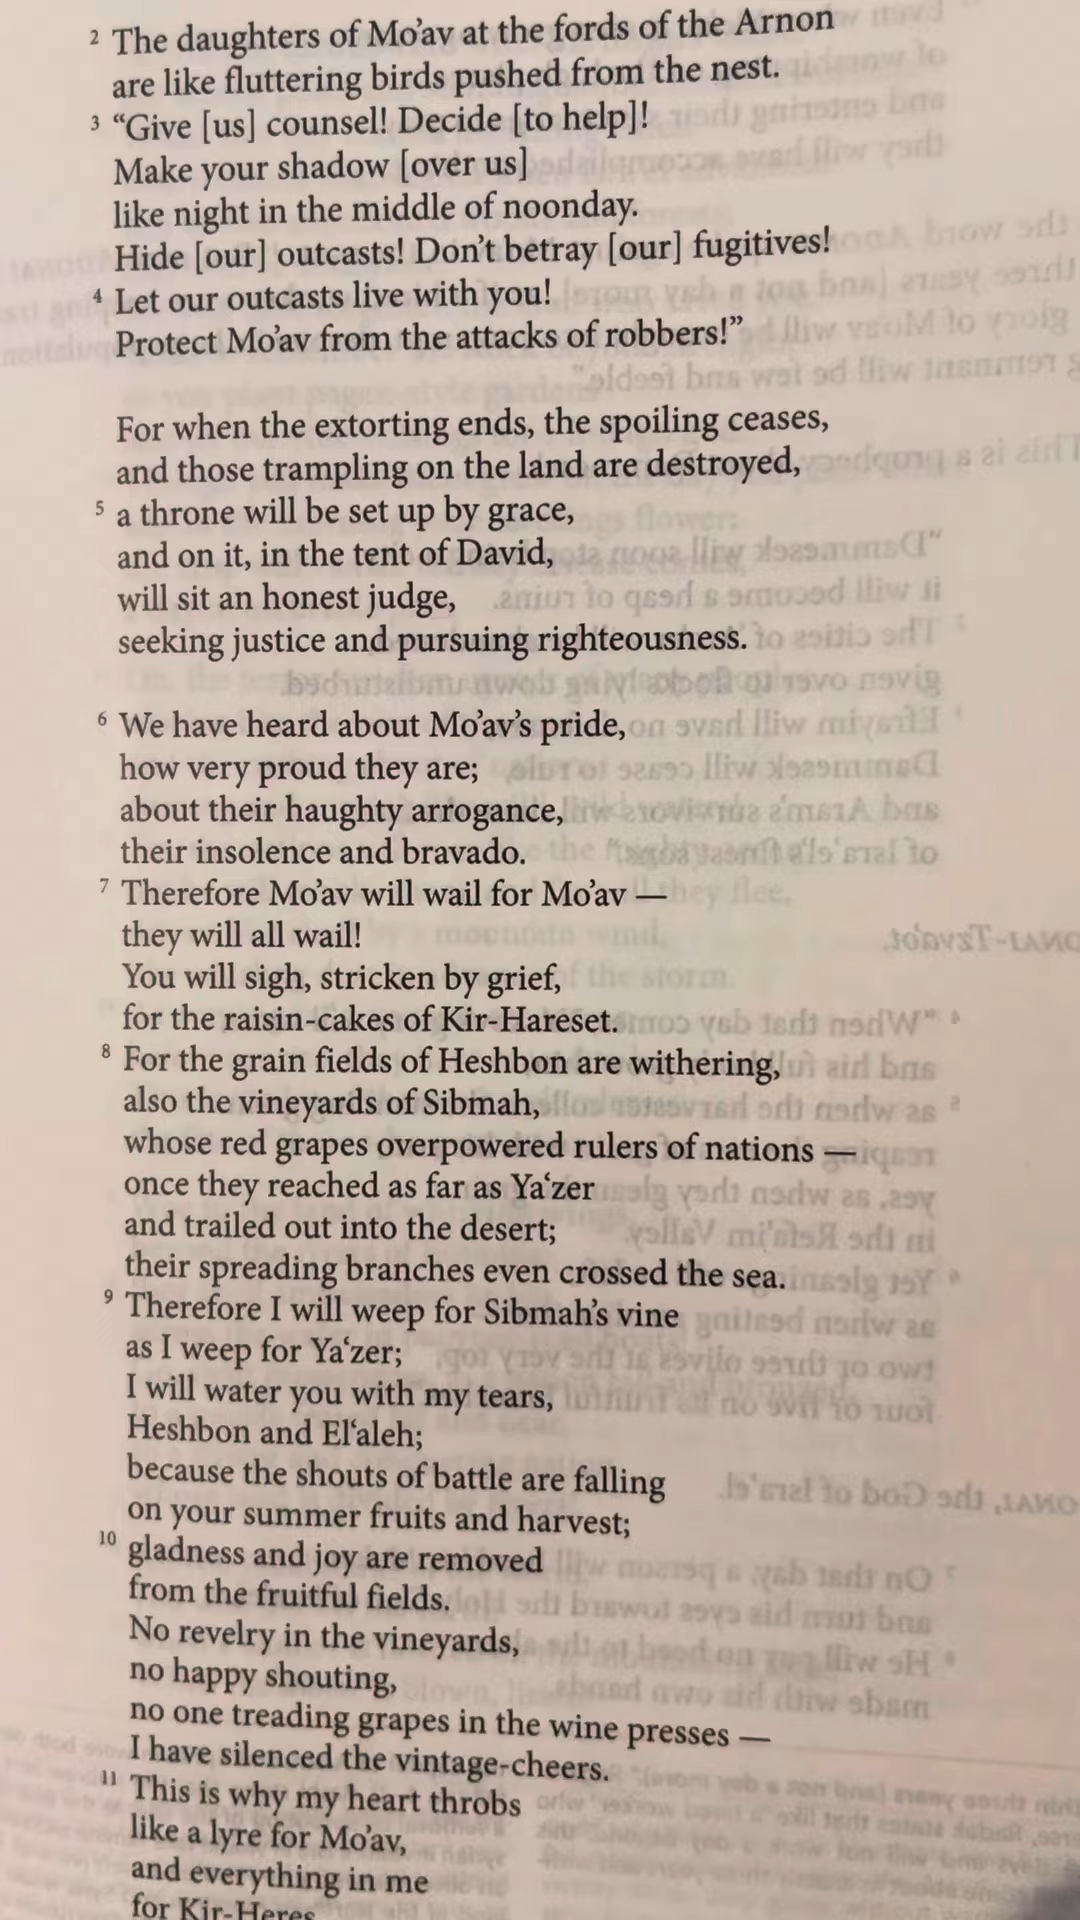 2 The daughters of Mo’av at the fords of the Arnon
are like fluttering birds pushed from the nest.
3 “Give [us] counsel! Decide [to help]!
Make your shadow [over us]
like night in the middle of noonday.
Hide [our] outcasts! Don’t betray [our] fugitives!
4 Let our outcasts live with you!
Protect Mo’av from the attacks of robbers!”
For when the extorting ends, the spoiling ceases,
and those trampling on the land are destroyed,
5 a throne will be set up by grace,
and on it, in the tent of David,
will sit an honest judge,
seeking justice and pursuing righteousness.
6 We have heard about Mo’av’s pride,
how very proud they are;
about their haughty arrogance,
their insolence and bravado.
7 Therefore Mo’av will wail for Mo’av —
they will all wail!
You will sigh, stricken by grief,
for the raisin-cakes of Kir-Hareset.
8 For the grain fields of Heshbon are withering,
also the vineyards of Sibmah,
whose red grapes overpowered rulers of nations —
once they reached as far as Ya‘zer
and trailed out into the desert;
their spreading branches even crossed the sea.
9 Therefore I will weep for Sibmah’s vine
as I weep for Ya‘zer;
I will water you with my tears,
Heshbon and El‘aleh;
because the shouts of battle are falling
on your summer fruits and harvest;
10 gladness and joy are removed
from the fruitful fields.
No revelry in the vineyards,
no happy shouting,
no one treading grapes in the wine presses —
I have silenced the vintage-cheers.
11 This is why my heart throbs
like a lyre for Mo’av,
and everything in me
for Kir-Heres